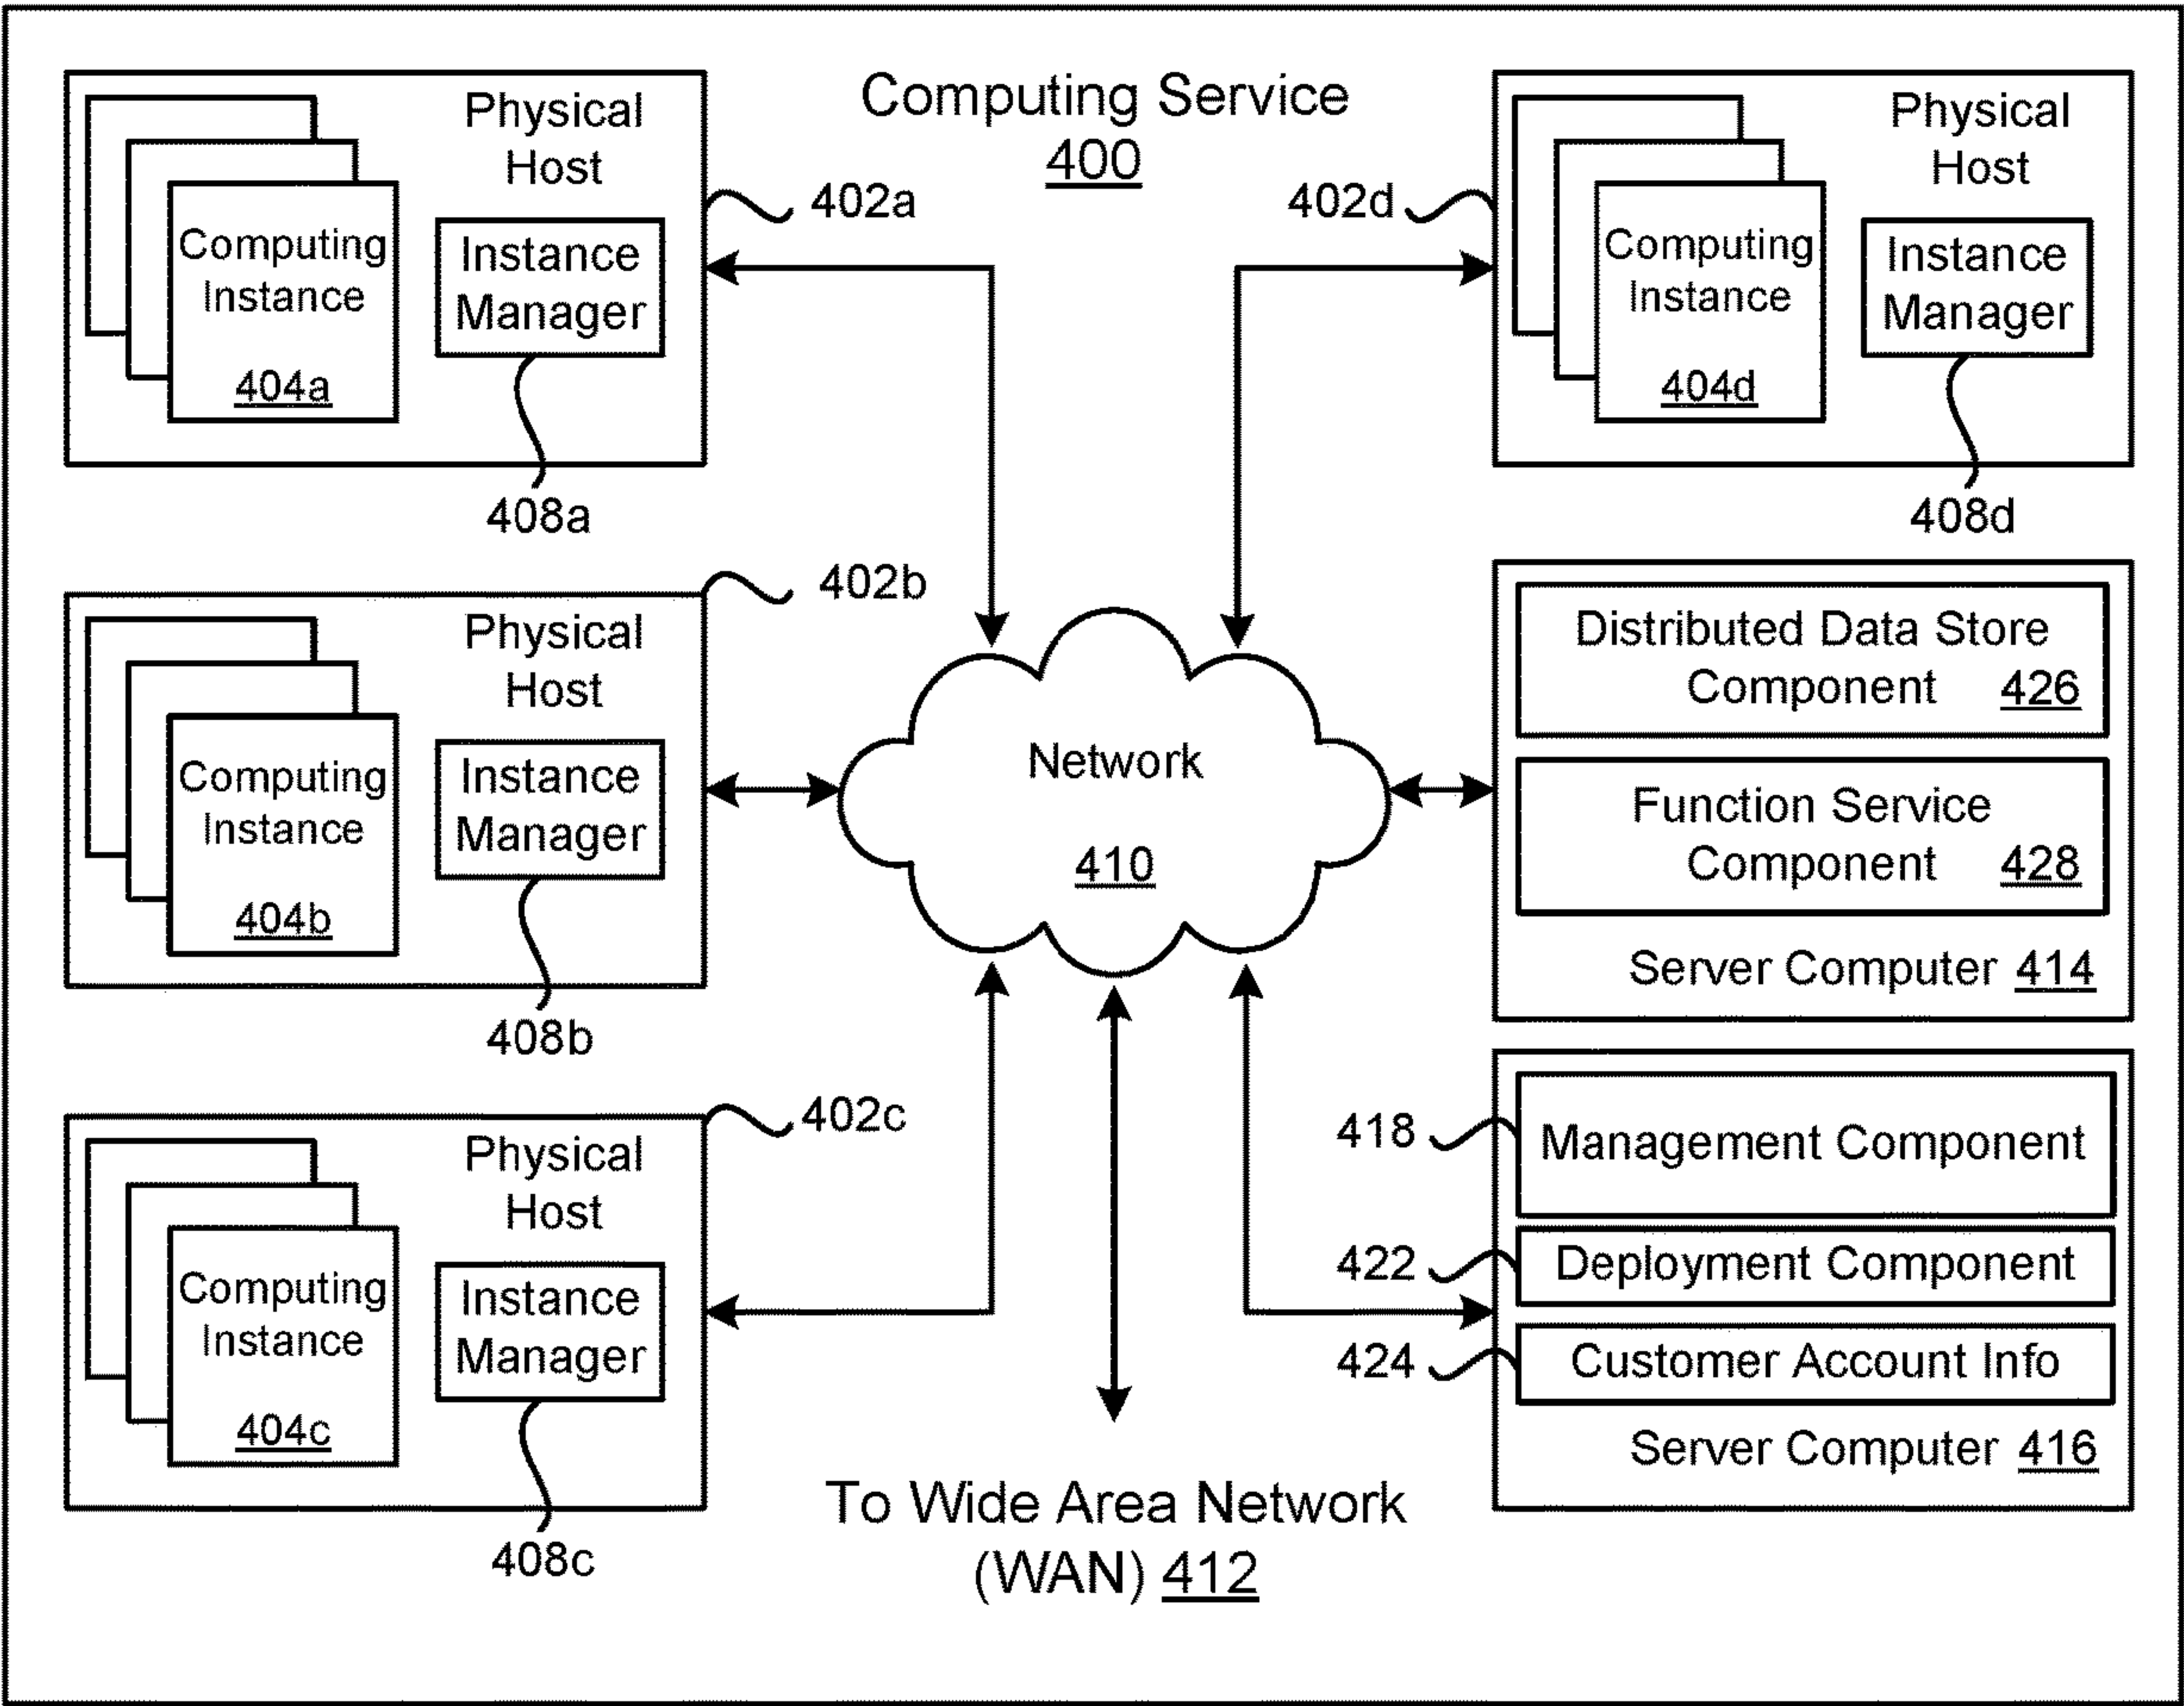 Computing Service
400
Physical
Host
Computing
Instance
404a
Instance
Manager
402a
408a
Physical
Host
Computing
Instance
404b
Instance
Manager
402b
408b
Physical
Host
Computing
Instance
404c
Instance
Manager
402c
408c
Network
410
To Wide Area Network
(WAN) 412
Physical
Host
402d
Computing
Instance
404d
Instance
Manager
408d
Distributed Data Store
Component 426
Function Service
Component 428
Server Computer 414
418
Management Component
422
Deployment Component
424
Customer Account Info
Server Computer 416